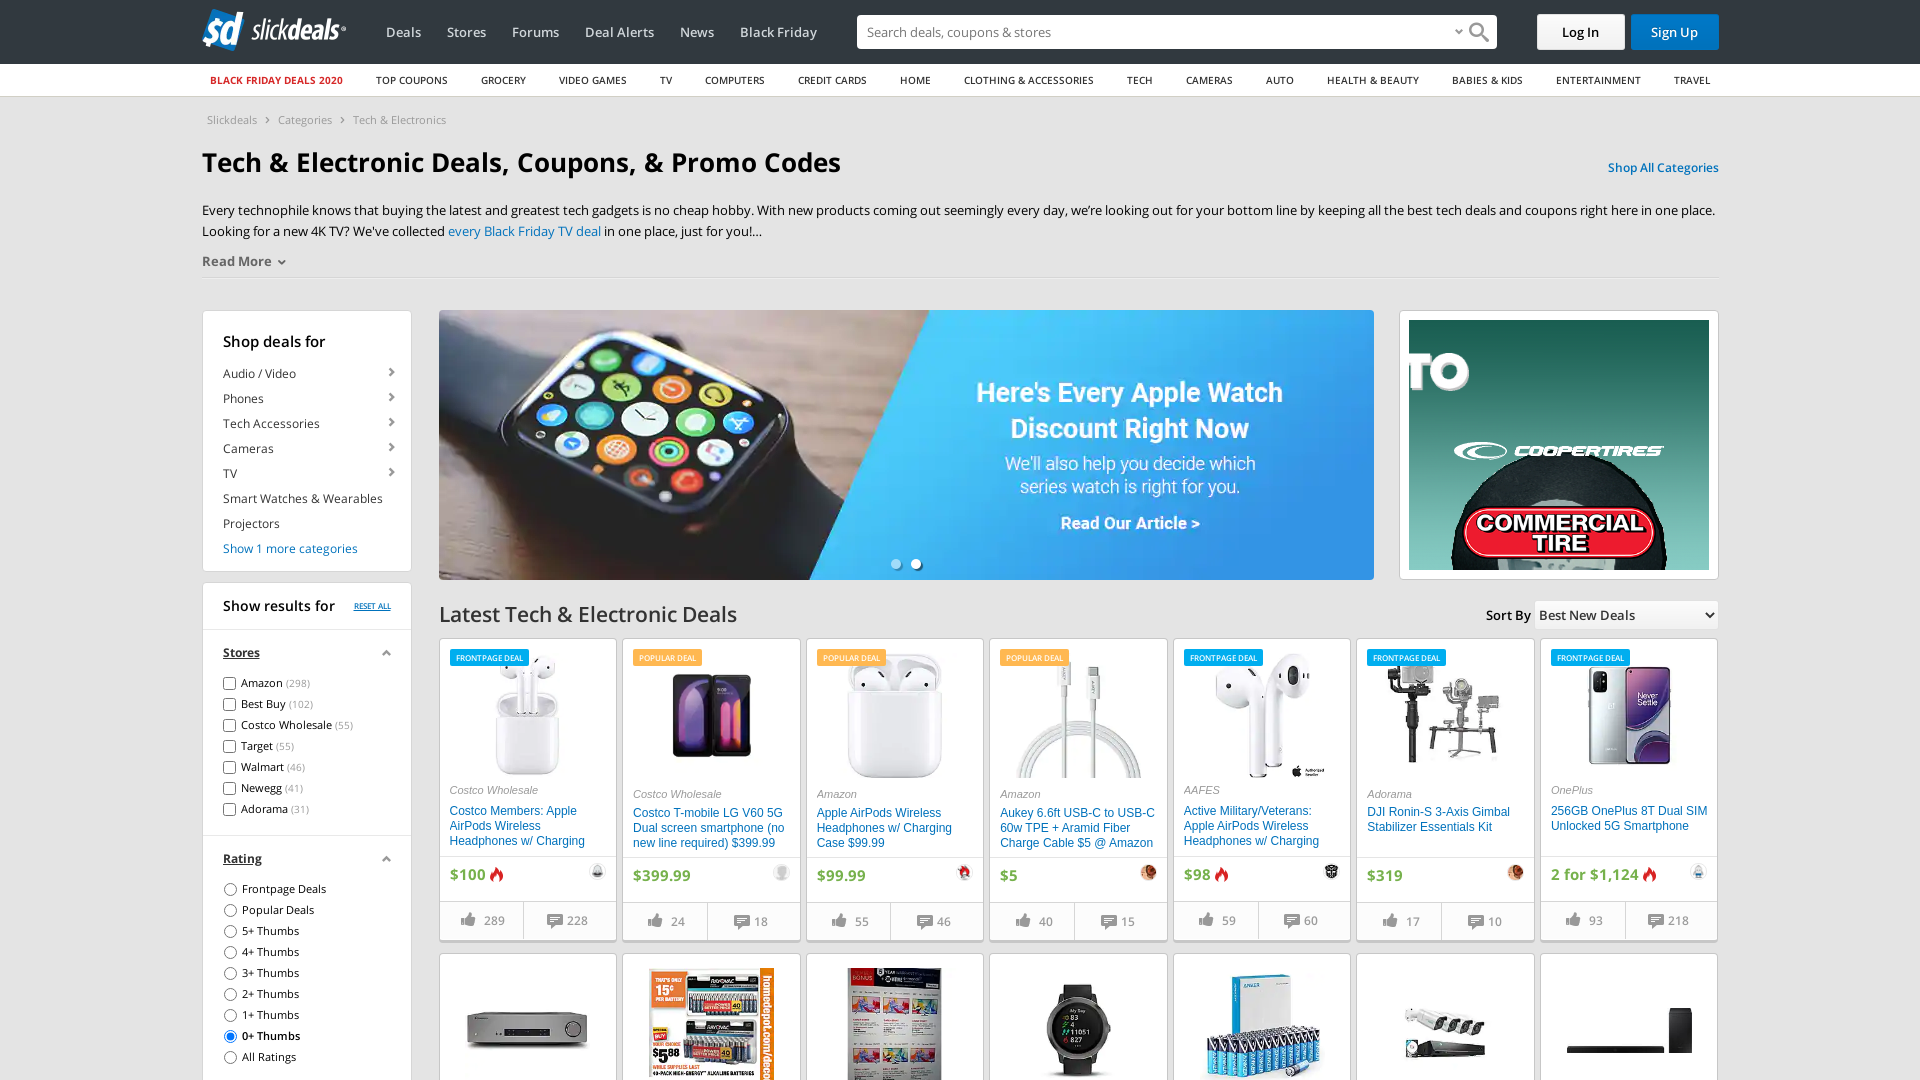 slickdeals
Deals
Stores
Forums
Deal Alerts
News
Black Friday
Search deals, coupons & stores
Log In
Sign Up
BLACK FRIDAY DEALS 2020
TOP COUPONS
GROCERY
VIDEO GAMES
TV
COMPUTERS
CREDIT CARDS
HOME
CLOTHING & ACCESSORIES
TECH
CAMERAS
AUTO
HEALTH & BEAUTY
BABIES & KIDS
ENTERTAINMENT
TRAVEL
Slickdeals
Categories
Tech & Electronics
Tech & Electronic Deals, Coupons, & Promo Codes
Shop All Categories
Every technophile knows that buying the latest and greatest tech gadgets is no cheap hobby. With new products coming out seemingly every day, we’re looking out for your bottom line by keeping all the best tech deals and coupons right here in one place.
Looking for a new 4K TV? We've collected every Black Friday TV deal in one place, just for you!...
Read More
Shop deals for
Audio / Video
Phones
Tech Accessories
Cameras
TV
Smart Watches & Wearables
Projectors
Show 1 more categories
Here's Every Apple Watch
Discount Right Now
We'll also help you decide which
series watch is right for you.
Read Our Article >
TO
COOPERTIRES
COMMERCIAL
TIRE
Show results for
RESET ALL
Stores
Amazon (298)
Best Buy (102)
Costco Wholesale (55)
Target (55)
Walmart (46)
Newegg (41)
Adorama (31)
Rating
Frontpage Deals
Popular Deals
5+ Thumbs
4+ Thumbs
3+ Thumbs
2+ Thumbs
1+ Thumbs
0+ Thumbs
All Ratings
Latest Tech & Electronic Deals
Sort By
Best New Deals
FRONTPAGE DEAL
Costco Wholesale
Costco Members: Apple
AirPods Wireless
Headphones w/ Charging
$100
289
228
POPULAR DEAL
Costco Wholesale
Costco T-mobile LG V60 5G
Dual screen smartphone (no
new line required) $399.99
$399.99
24
18
POPULAR DEAL
Amazon
Apple AirPods Wireless
Headphones w/ Charging
Case $99.99
$99.99
55
46
POPULAR DEAL
Amazon
Aukey 6.6ft USB-C to USB-C
60w TPE + Aramid Fiber
Charge Cable $5 @ Amazon
$5
40
15
FRONTPAGE DEAL
Authorized
Reseller
AAFES
Active Military/Veterans:
Apple AirPods Wireless
Headphones w/ Charging
$98
59
60
FRONTPAGE DEAL
Adorama
DJI Ronin-S 3-Axis Gimbal
Stabilizer Essentials Kit
$319
17
10
FRONTPAGE DEAL
Never
Settle
OnePlus
256GB OnePlus 8T Dual SIM
Unlocked 5G Smartphone
2 for $1,124
93
218
THAT'S ONLY
15¢
PER BATTERY
RAYOVAC
40
$5.88
homedepot.com/dec
ANKER